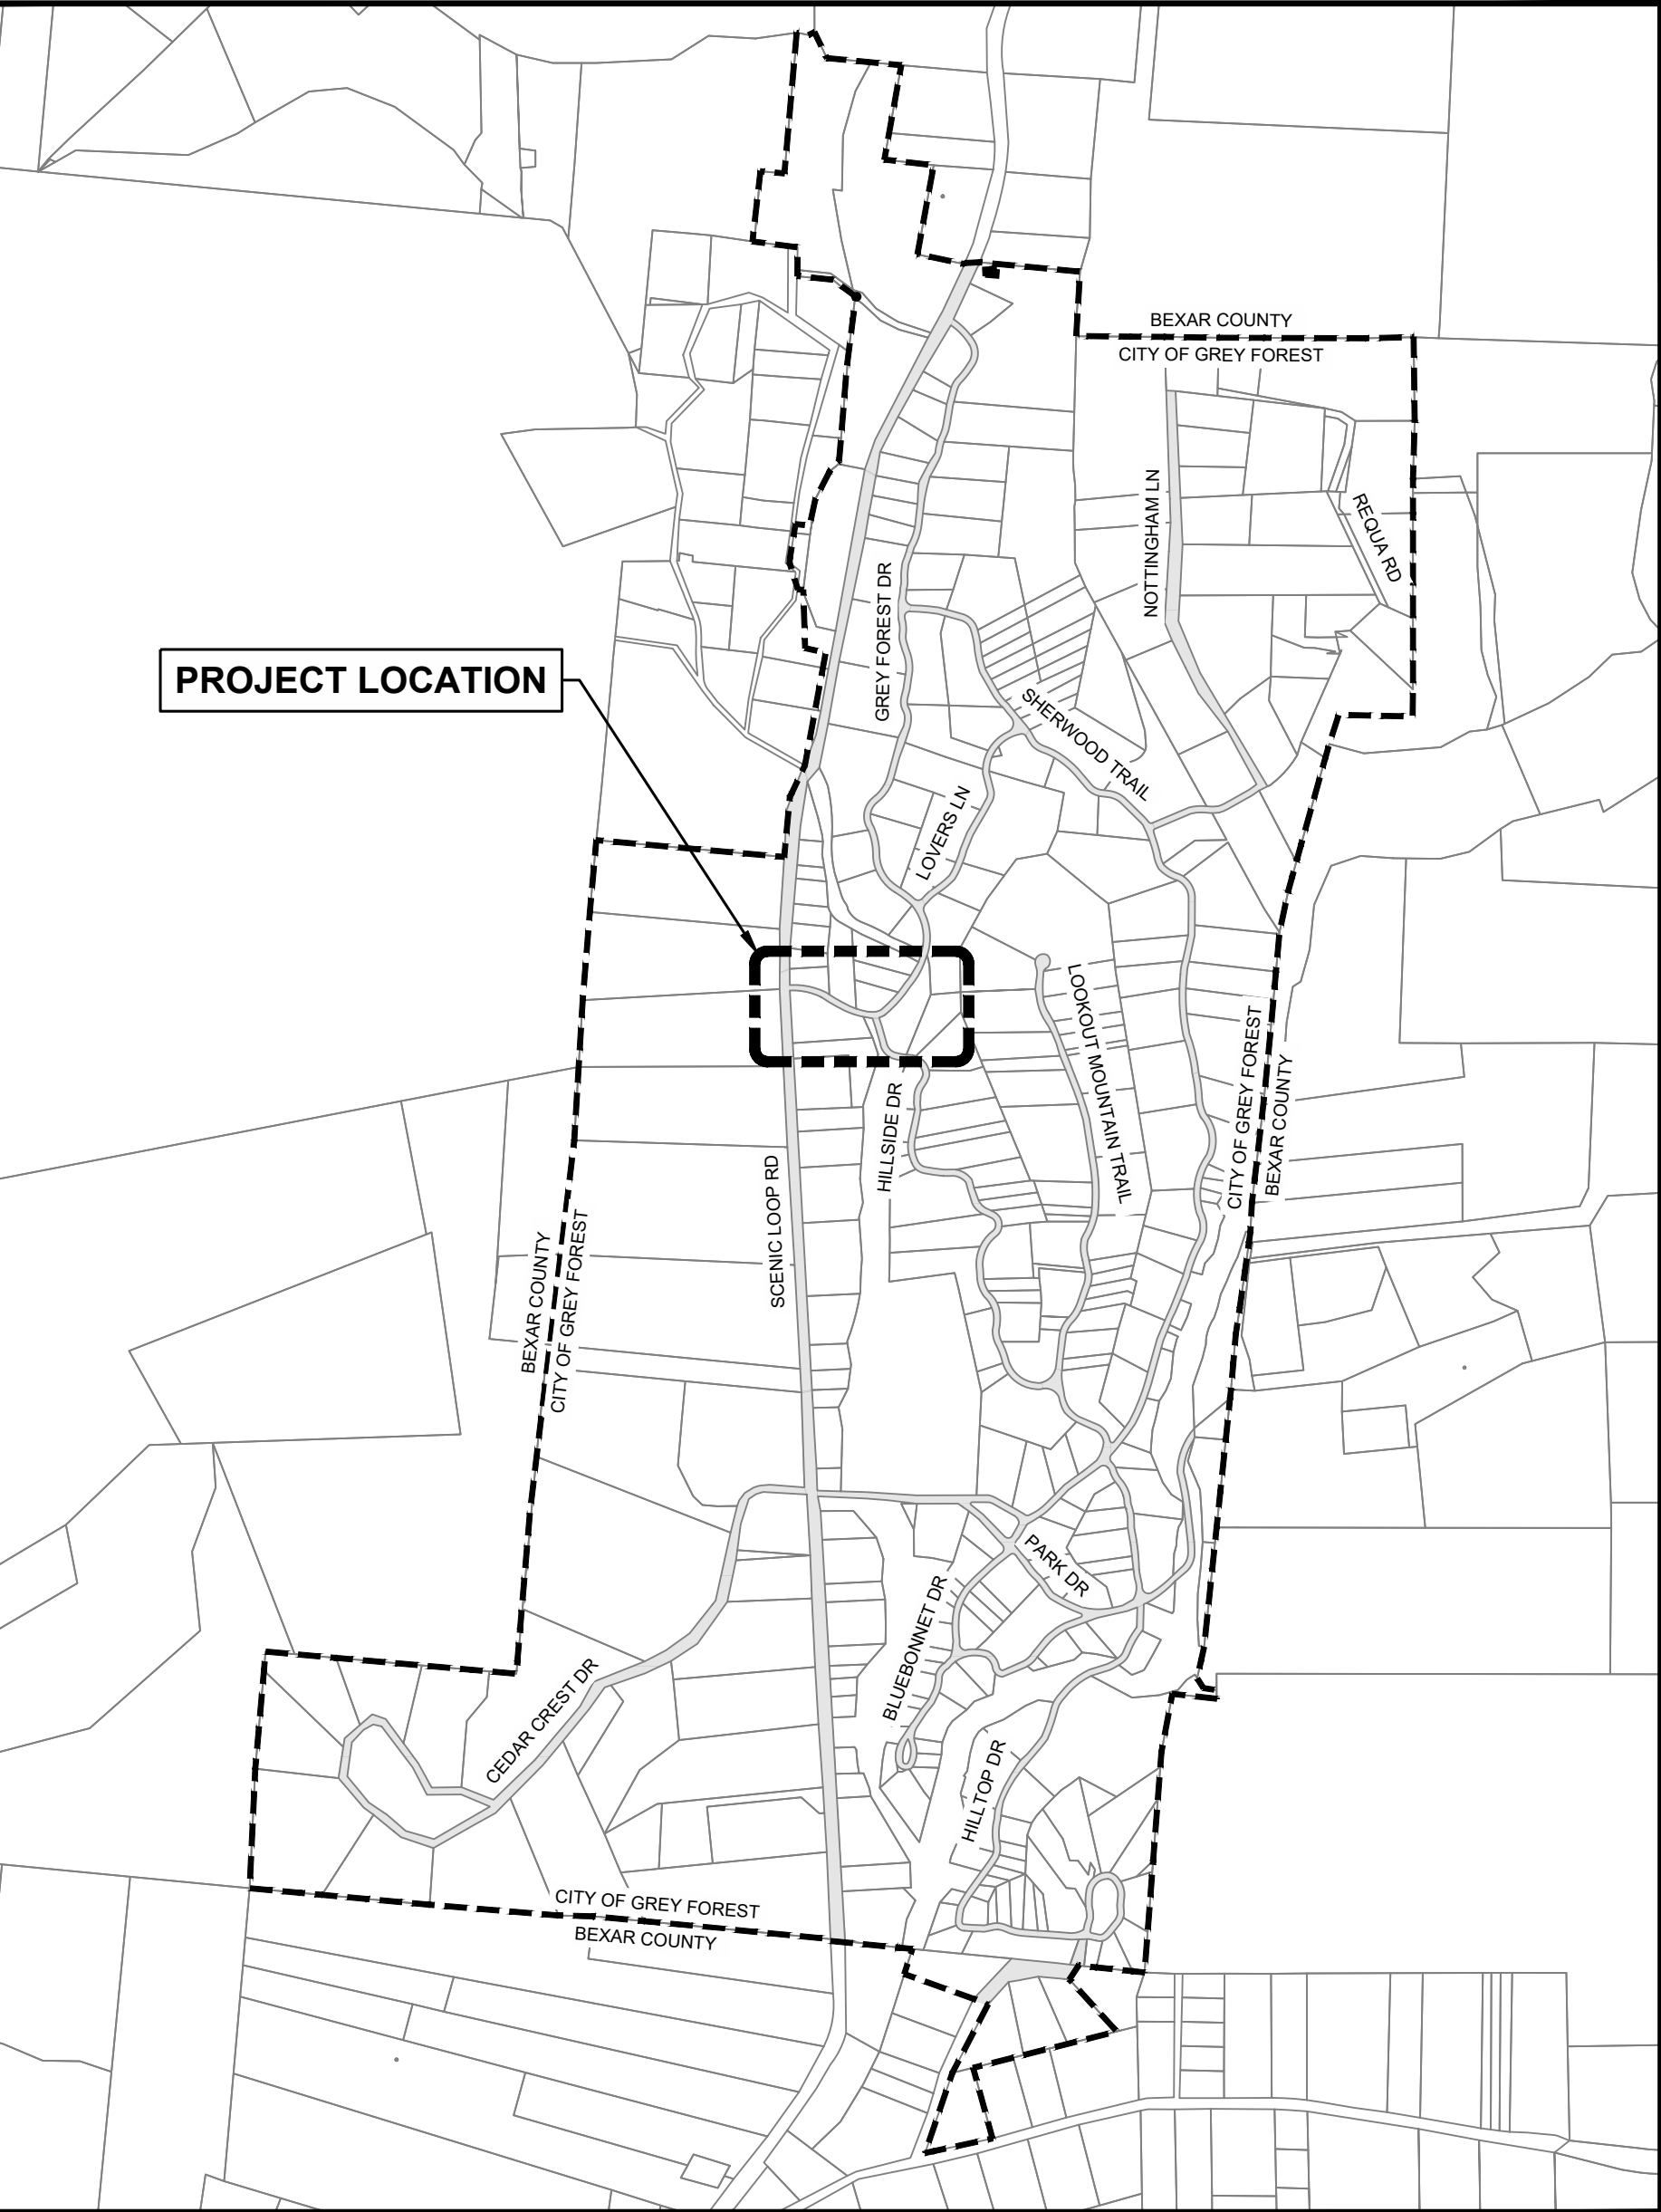 BEXAR COUNTY
CITY OF GREY FOREST
NOTTINGHAM LN
REQUA RD
GREY FOREST DR
PROJECT LOCATION
SHERWOOD TRAIL
LOVERS LN
LOOKOUT MOUNTAIN TRAIL
CITY OF GREY FOREST
BEXAR COUNTY
HILLSIDE DR
SCENIC LOOP RD
BEXAR COUNTY
CITY OF GREY FOREST
PARK DR
BLUEBONNET DR
CEDAR CREST DR
HILLTOP DR
CITY OF GREY FOREST
BEXAR COUNTY